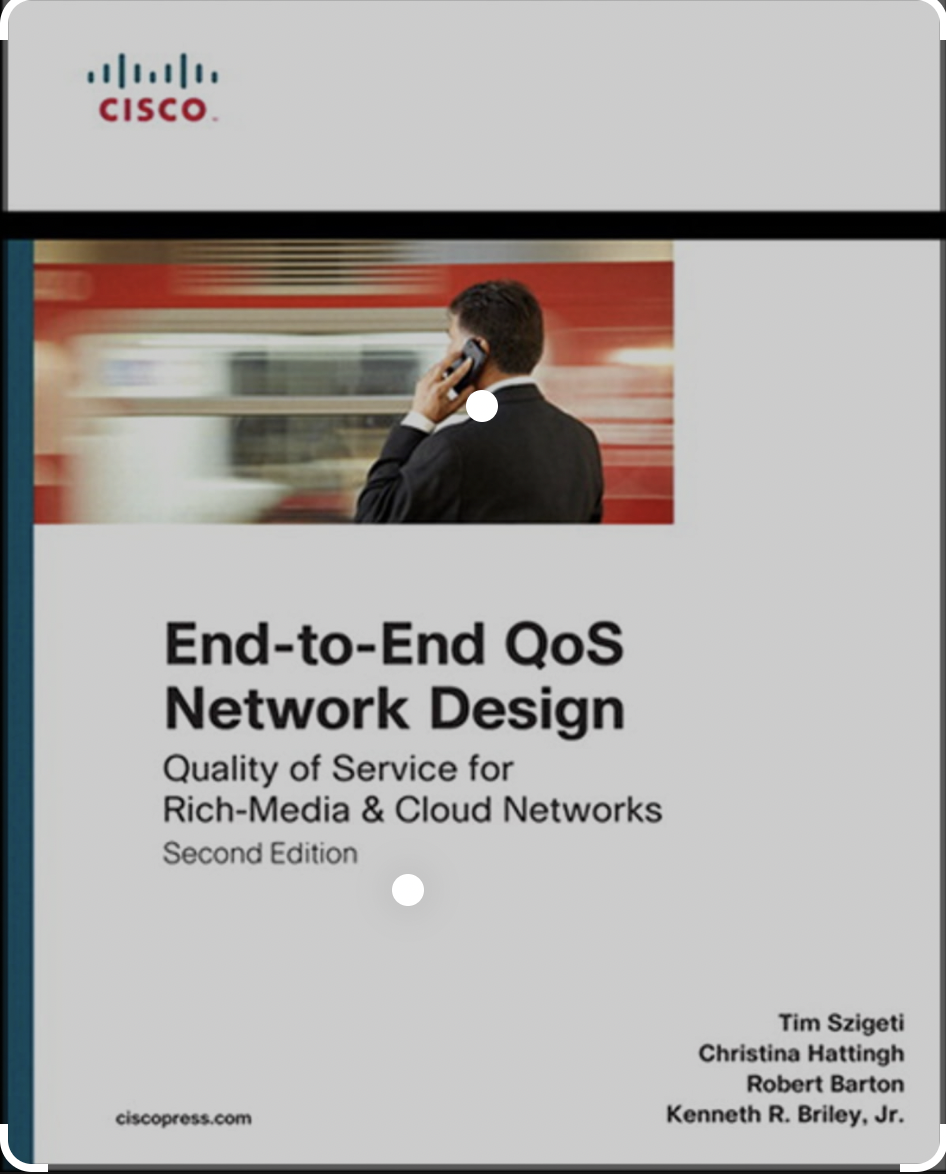 CISCO™
End-to-End QoS
Network Design
Quality of Service for
Rich-Media & Cloud Networks
Second Edition
Tim Szigeti
Christina Hattingh
Robert Barton
Kenneth R. Briley, Jr.
ciscopress.com